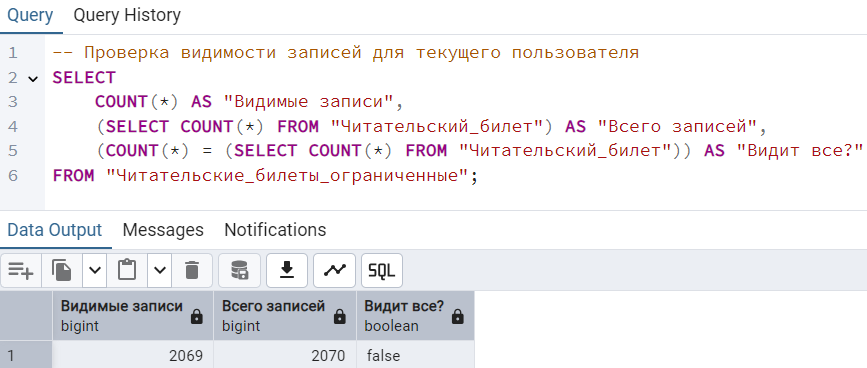 Query Query History
1 -- Проверка видимости записей для текущего пользователя
2 SELECT
3 COUNT(*) AS "Видимые записи",
4 (SELECT COUNT(*) FROM "Читательский_билет") AS "Всего записей",
5 (COUNT(*) = (SELECT COUNT(*) FROM "Читательский_билет")) AS "Видит все?"
6 FROM "Читательские_билеты_ограниченные";
Data Output Messages Notifications
SQL
Видимые записи Всего записей Видит все?
bigint bigint boolean
1 2069 2070 false